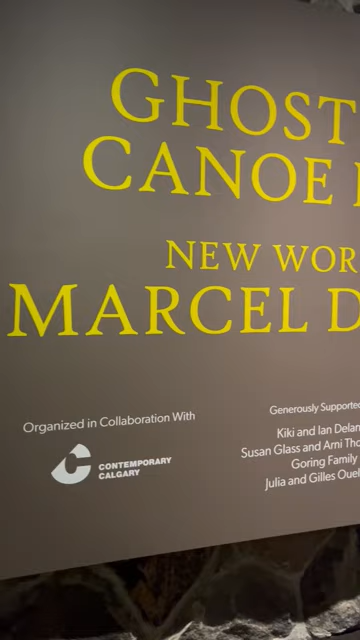 GHOST
CANOE
NEW WOR
MARCEL D
Organized in Collaboration With
CONTEMPORARY
CALGARY
Generously Supported
Kiki and Ian Delan
Susan Glass and Arni Tho
Goring Family
Julia and Gilles Ouel